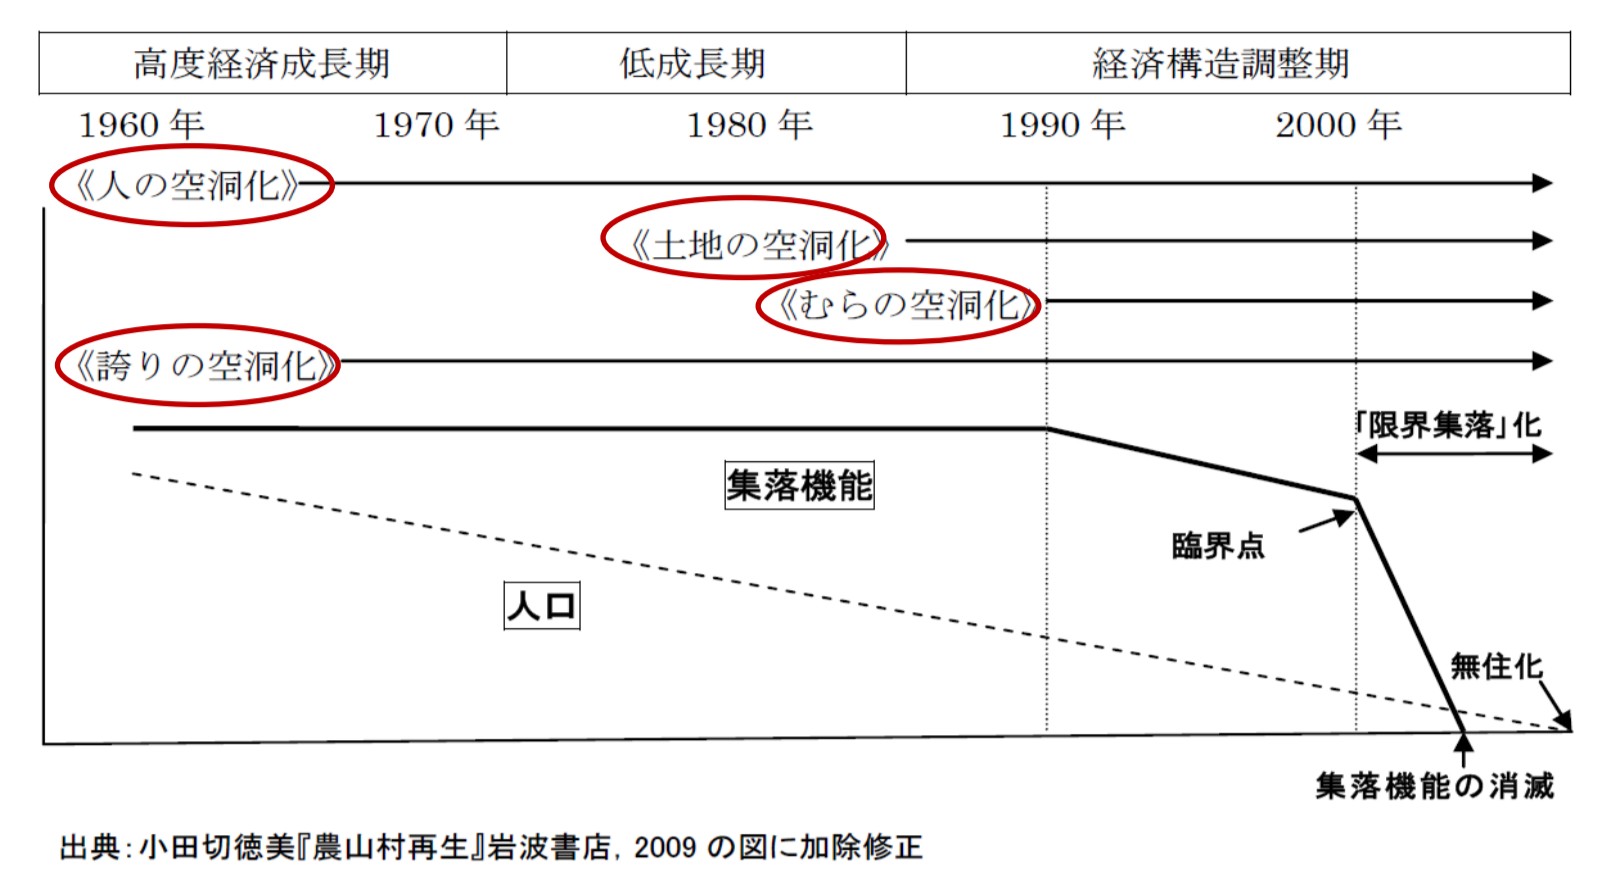 高度経済成長期 低成長期 経済構造調整期
1960 年 1970 年 1980 年 1990 年 2000 年
《人の空洞化》
《土地の空洞化》
《むらの空洞化》
《誇りの空洞化》
「限界集落」化
集落機能
臨界点
人口
無住化
集落機能の消滅
出典：小田切徳美『農山村再生』岩波書店，2009 の図に加除修正